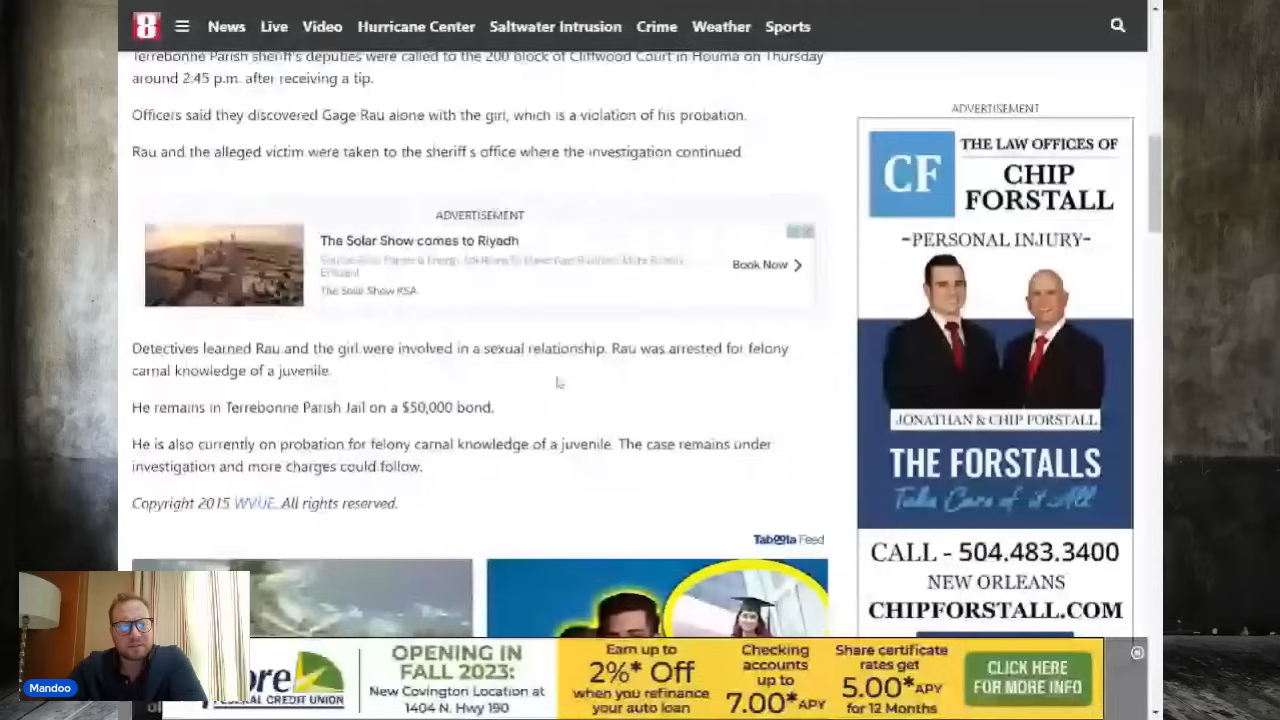 8
News Live Video Hurricane Center Saltwater Intrusion Crime Weather Sports
Terrebonne Parish sheriff's deputies were called to the 200 block of Cliffwood Court in Houma on Thursday
around 2:45 p.m. after receiving a tip.
Officers said they discovered Gage Rau alone with the girl, which is a violation of his probation.
Rau and the alleged victim were taken to the sheriff's office where the investigation continued.
ADVERTISEMENT
The Solar Show comes to Riyadh
Efficient
The Solar Show KSA
Book Now
Detectives learned Rau and the girl were involved in a sexual relationship. Rau was arrested for felony
carnal knowledge of a juvenile.
He remains in Terrebonne Parish Jail on a $50,000 bond.
He is also currently on probation for felony carnal knowledge of a juvenile. The case remains under
investigation and more charges could follow.
Copyright 2015 WVUE. All rights reserved.
Taboola Feed
ADVERTISEMENT
CF
THE LAW OFFICES OF
CHIP
FORSTALL
-PERSONAL INJURY-
JONATHAN & CHIP FORSTALL
THE FORSTALLS
Take Care of it All
CALL - 504.483.3400
NEW ORLEANS
CHIPFORSTALL.COM
Mandoo
ore
FEDERAL CREDIT UNION
OPENING IN
FALL 2023:
New Covington Location at
1404 N. Hwy 190
Earn up to
2%* Off
when you refinance
your auto loan
Checking
accounts
up to
7.00*APY
Share certificate
rates get
5.00*APY
for 12 Months
CLICK HERE
FOR MORE INFO